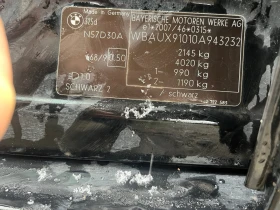 Made in Germany
BAYERISCHE MOTOREN WERKE AG
e1*2007/46*0315*
N57D30A
WBAUX91010A943232
2145 kg
4020 kg
1- 990 kg
2- 1190 kg
SCHWARZ 2
schwarz